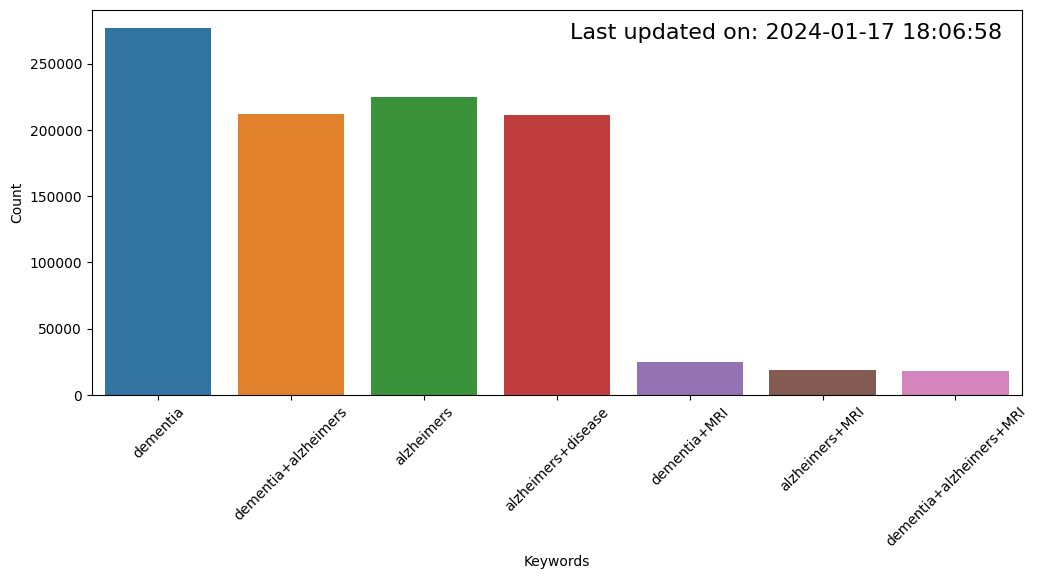 Last updated on: 2024-01-17 18:06:58
Count
250000
200000
150000
100000
50000
0
dementia
dementia+alzheimers
alzheimers
alzheimers+disease
dementia+MRI
alzheimers+MRI
dementia+alzheimers+MRI
Keywords